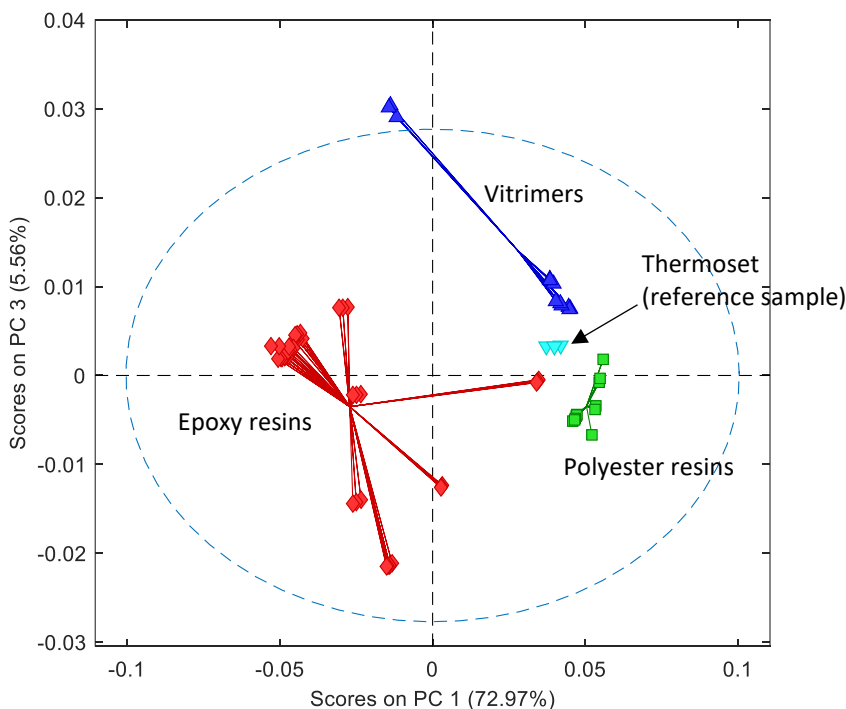 0.04
0.03
0.02
0.01
0
-0.01
-0.02
-0.03
Scores on PC 3 (5.56%)
Vitrimers
Thermoset
(reference sample)
Epoxy resins
Polyester resins
-0.1
-0.05
0
0.05
0.1
Scores on PC 1 (72.97%)